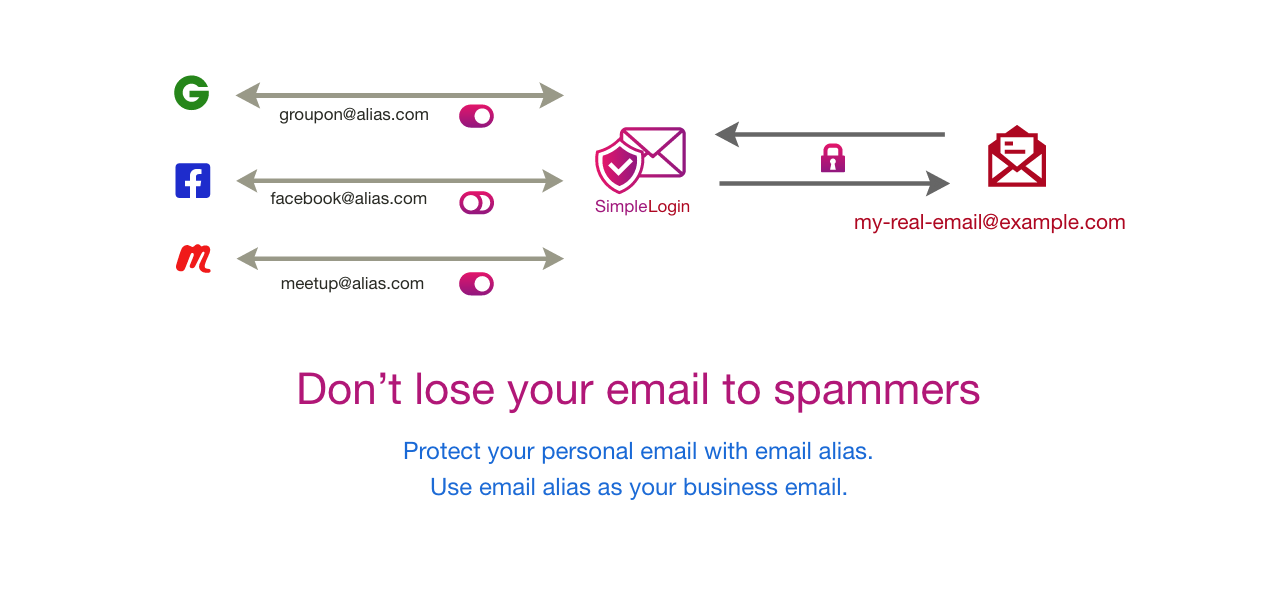 groupon@alias.com
facebook@alias.com
SimpleLogin
my-real-email@example.com
meetup@alias.com
Don’t lose your email to spammers
Protect your personal email with email alias.
Use email alias as your business email.